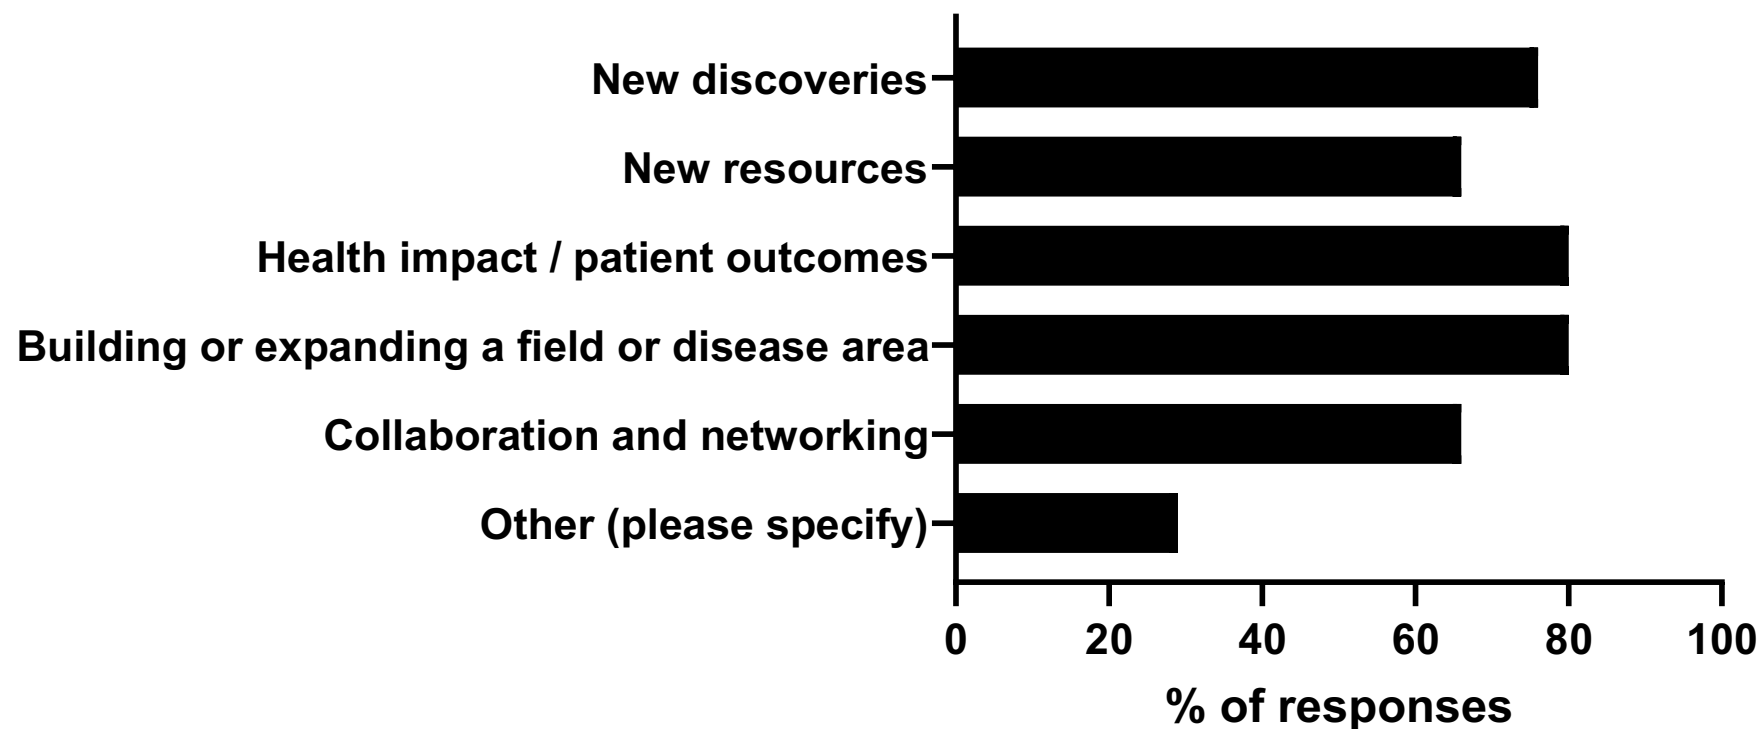 New discoveries
New resources
Health impact / patient outcomes
Building or expanding a field or disease area
Collaboration and networking
Other (please specify)
0 20 40 60 80 100
% of responses